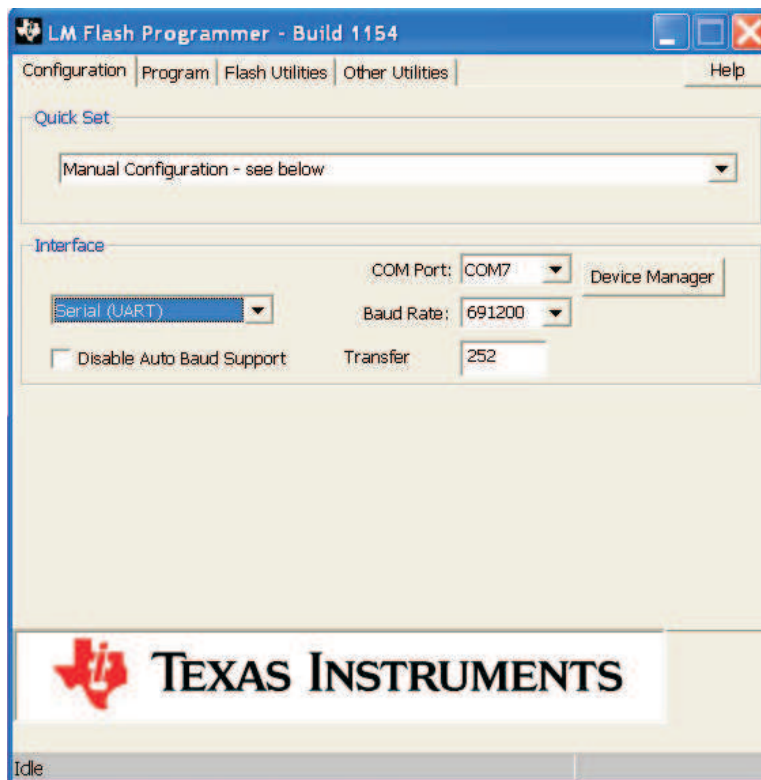 LM Flash Programmer - Build 1154
Configuration Program Flash Utilities Other Utilities Help
Quick Set
Manual Configuration - see below
Interface
COM Port: COM7 Device Manager
Serial (UART) Baud Rate: 691200
Disable Auto Baud Support Transfer 252
TEXAS INSTRUMENTS
Idle